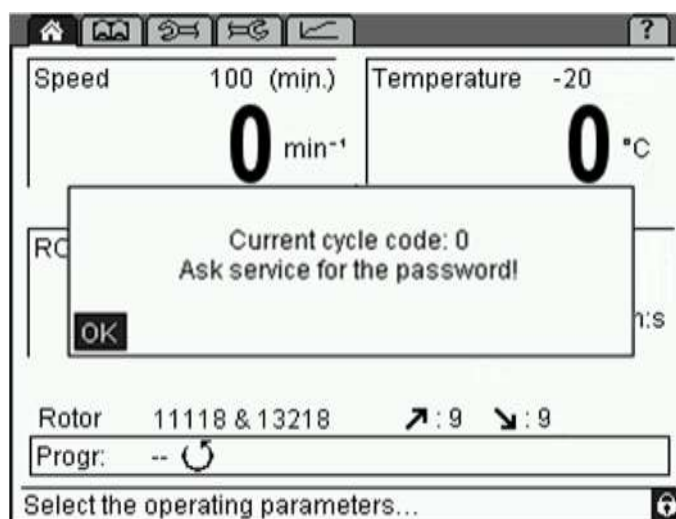 ?
Speed 100 (min.) Temperature -20
0 min⁻¹ 0 °C
Current cycle code: 0
Ask service for the password!
OK
Rotor 11118 & 13218 ↗: 9 ↘: 9
Progr: --
Select the operating parameters...